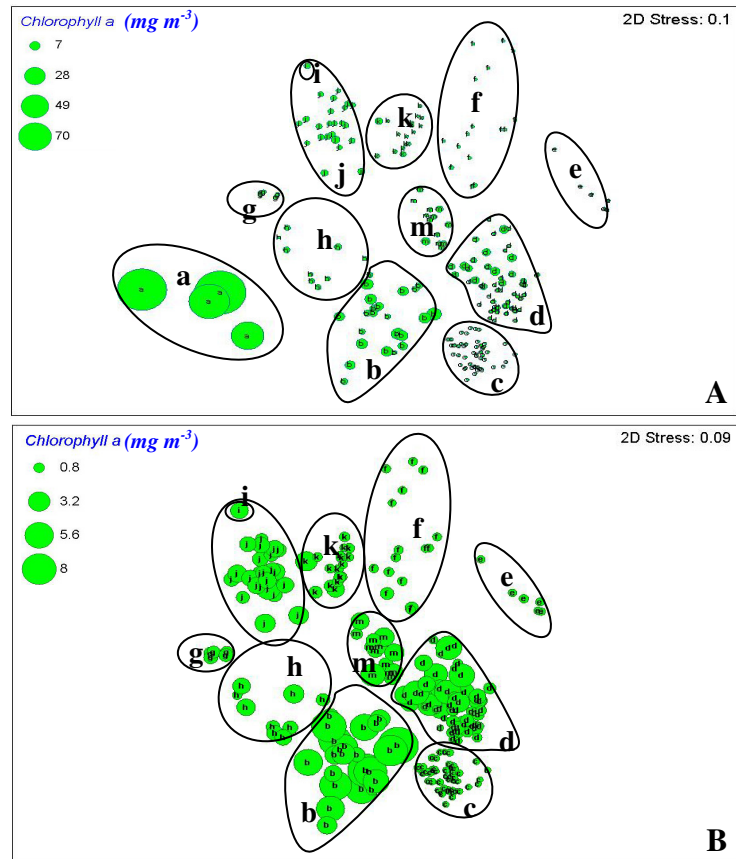 Chlorophyll a (mg m-3)
2D Stress: 0.1
7
28
49
70
i
k
f
j
e
g
h
m
a
d
b
c
A
Chlorophyll a (mg m-3)
2D Stress: 0.09
0.8
3.2
5.6
8
i
k
f
e
g
h
m
d
b
c
B